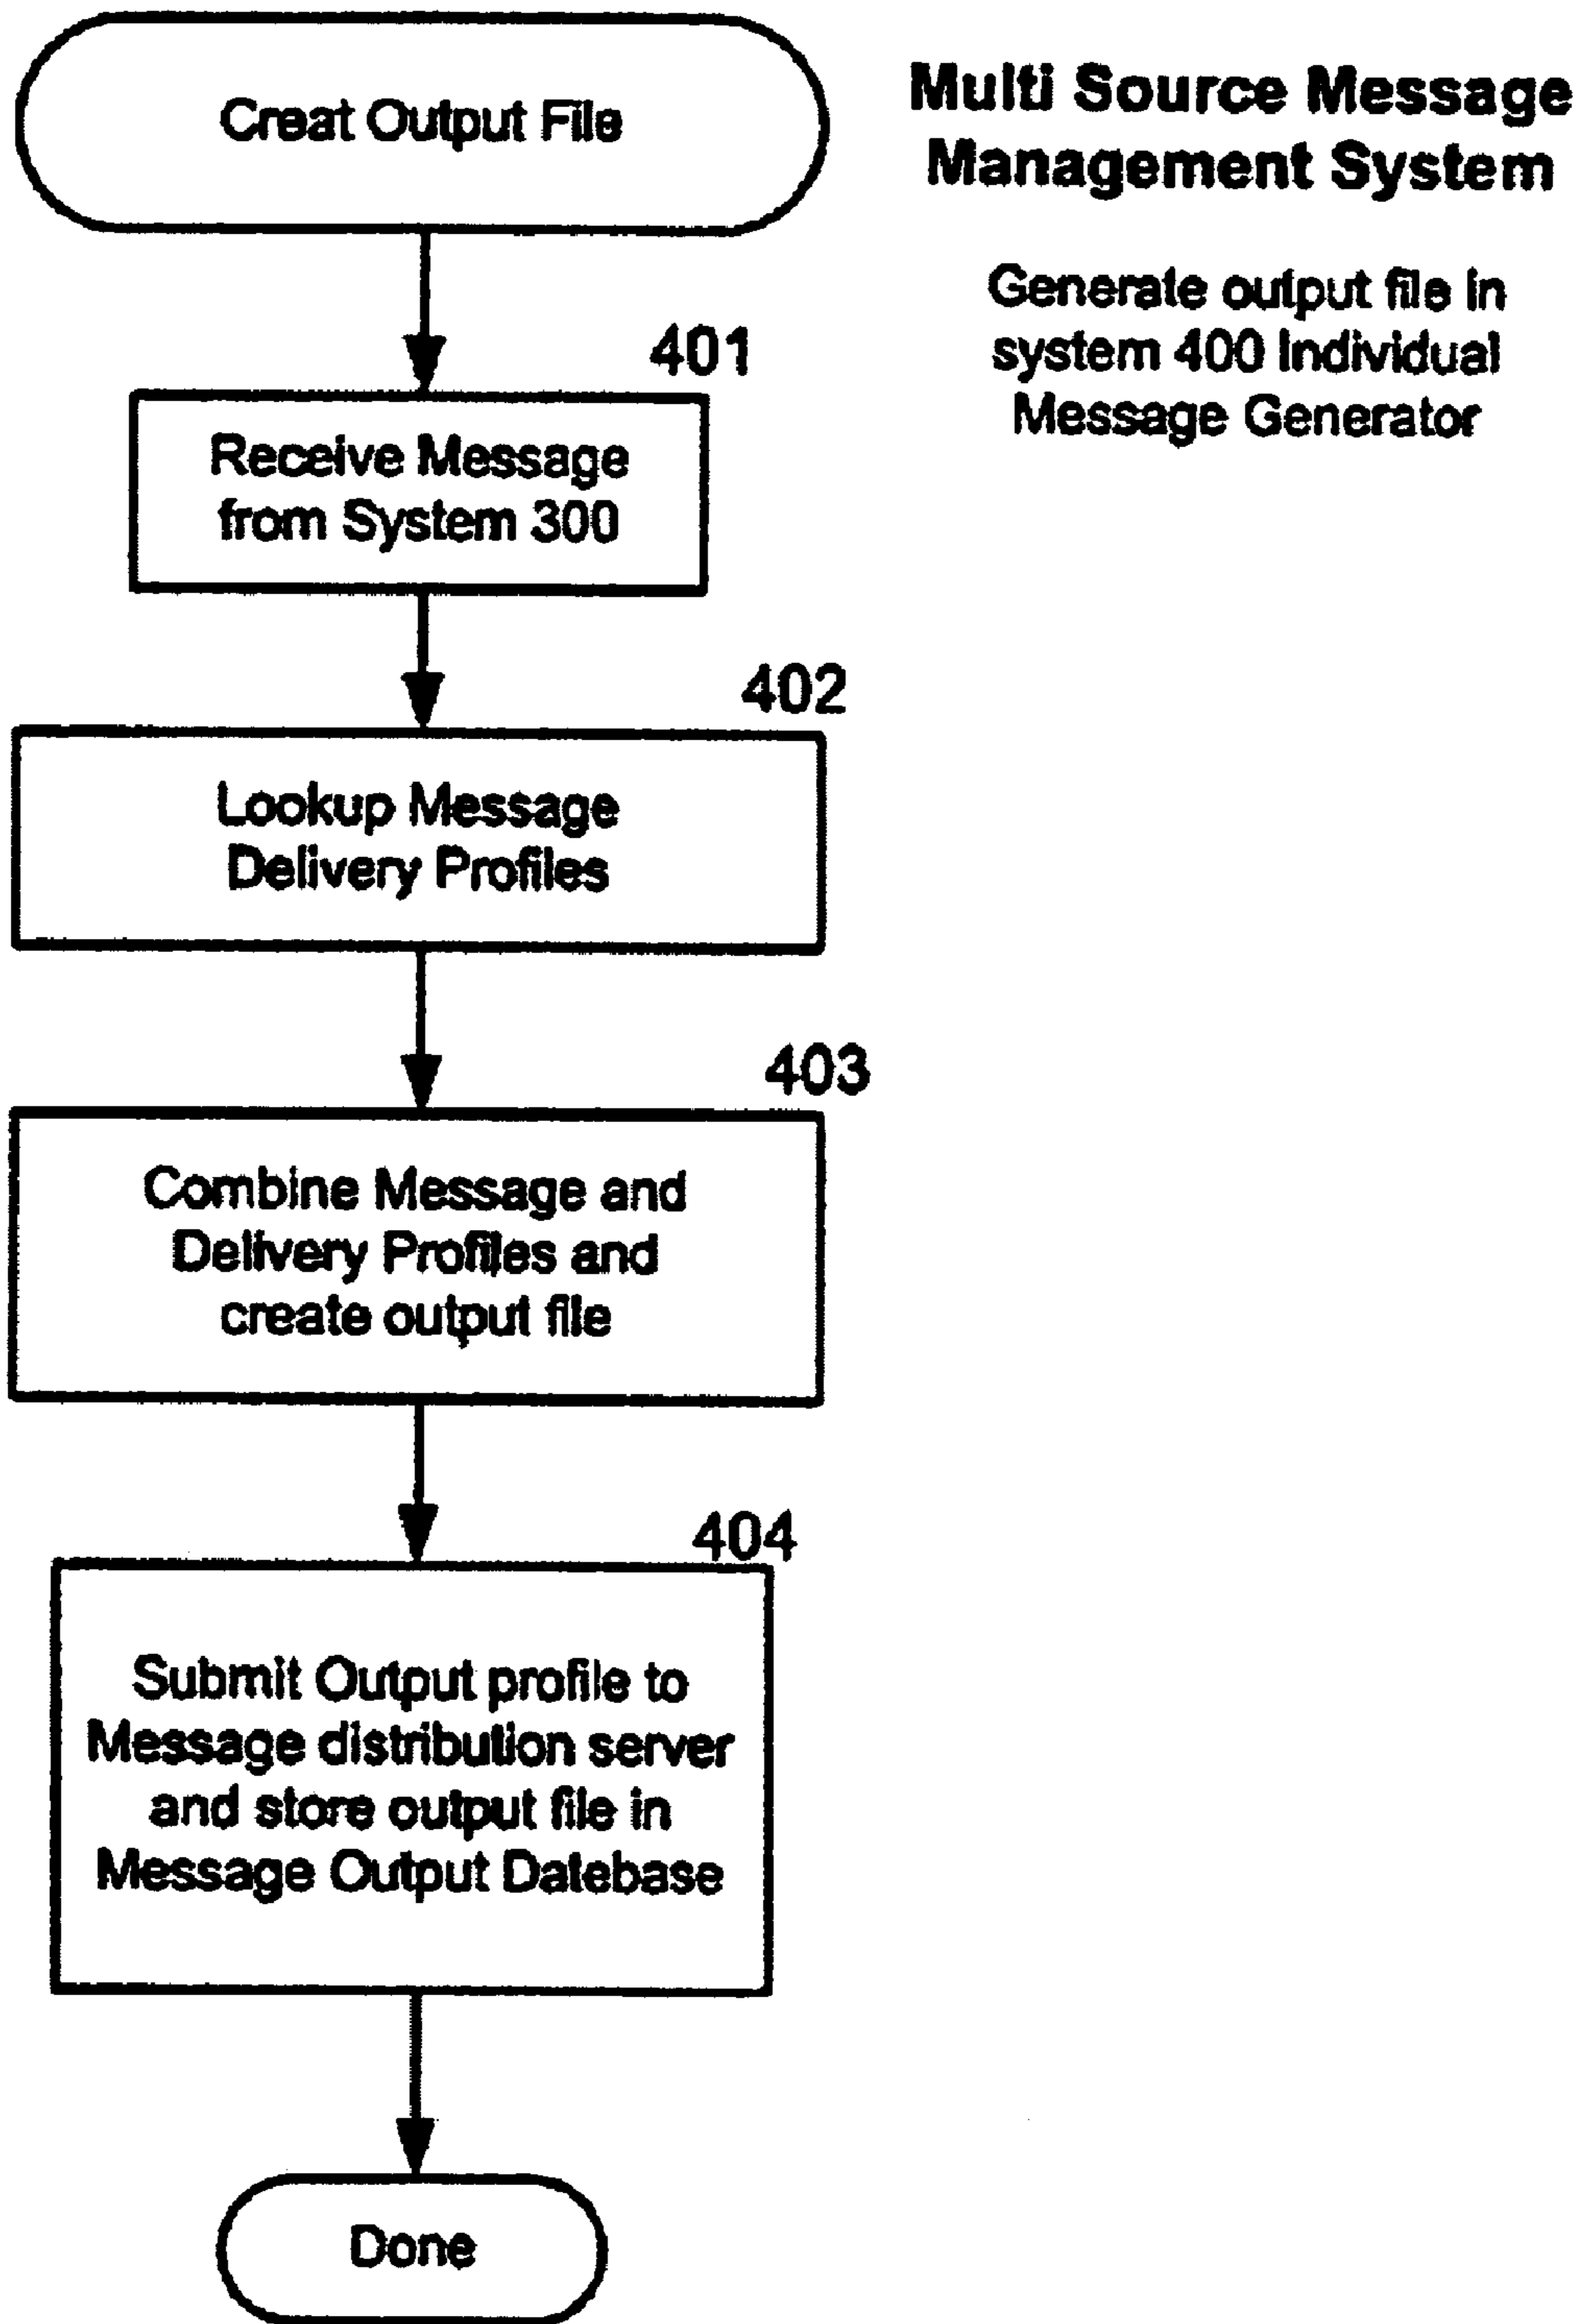 Creat Output File
Multi Source Message
Management System
Generate output file in
system 400 Individual
Message Generator
401
Receive Message
from System 300
402
Lookup Message
Delivery Profiles
403
Combine Message and
Delivery Profiles and
create output file
404
Submit Output profile to
Message distribution server
and store output file in
Message Output Datebase
Done